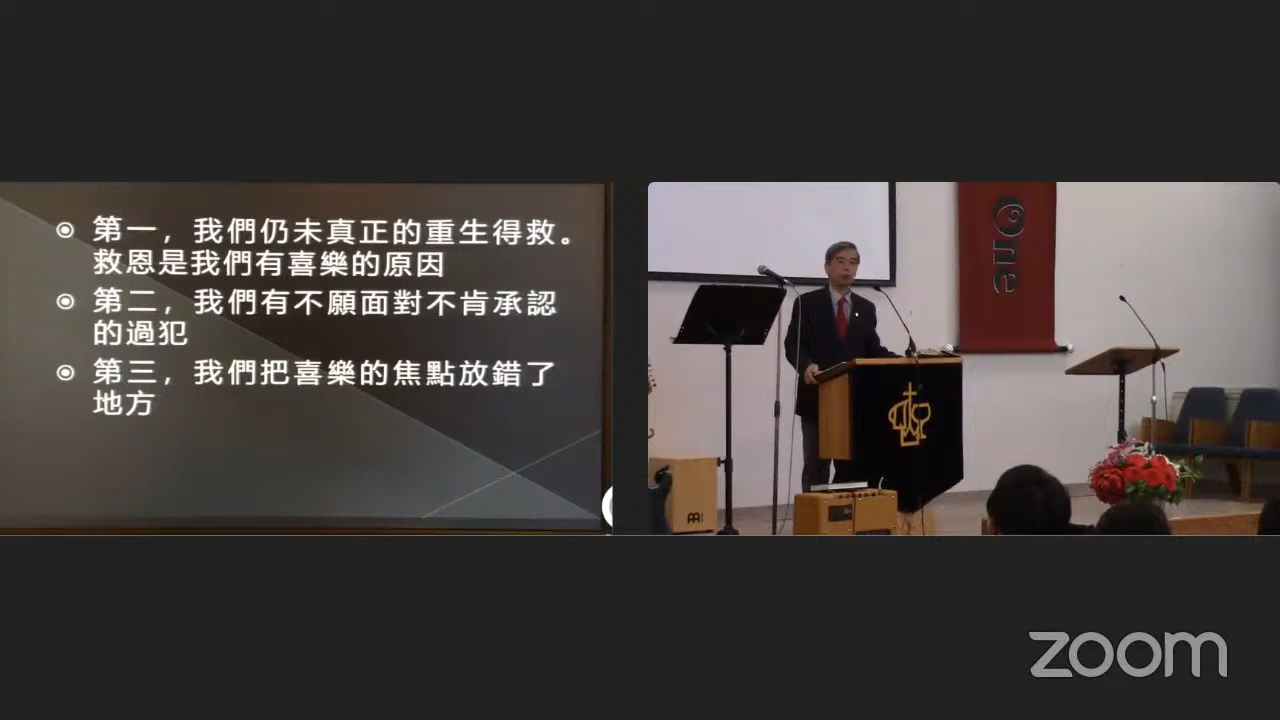 第一，我們仍未真正的重生得救。
救恩是我們有喜樂的原因
第二，我們有不願面對不肯承認
的過犯
第三，我們把喜樂的焦點放錯了
地方
One
zoom